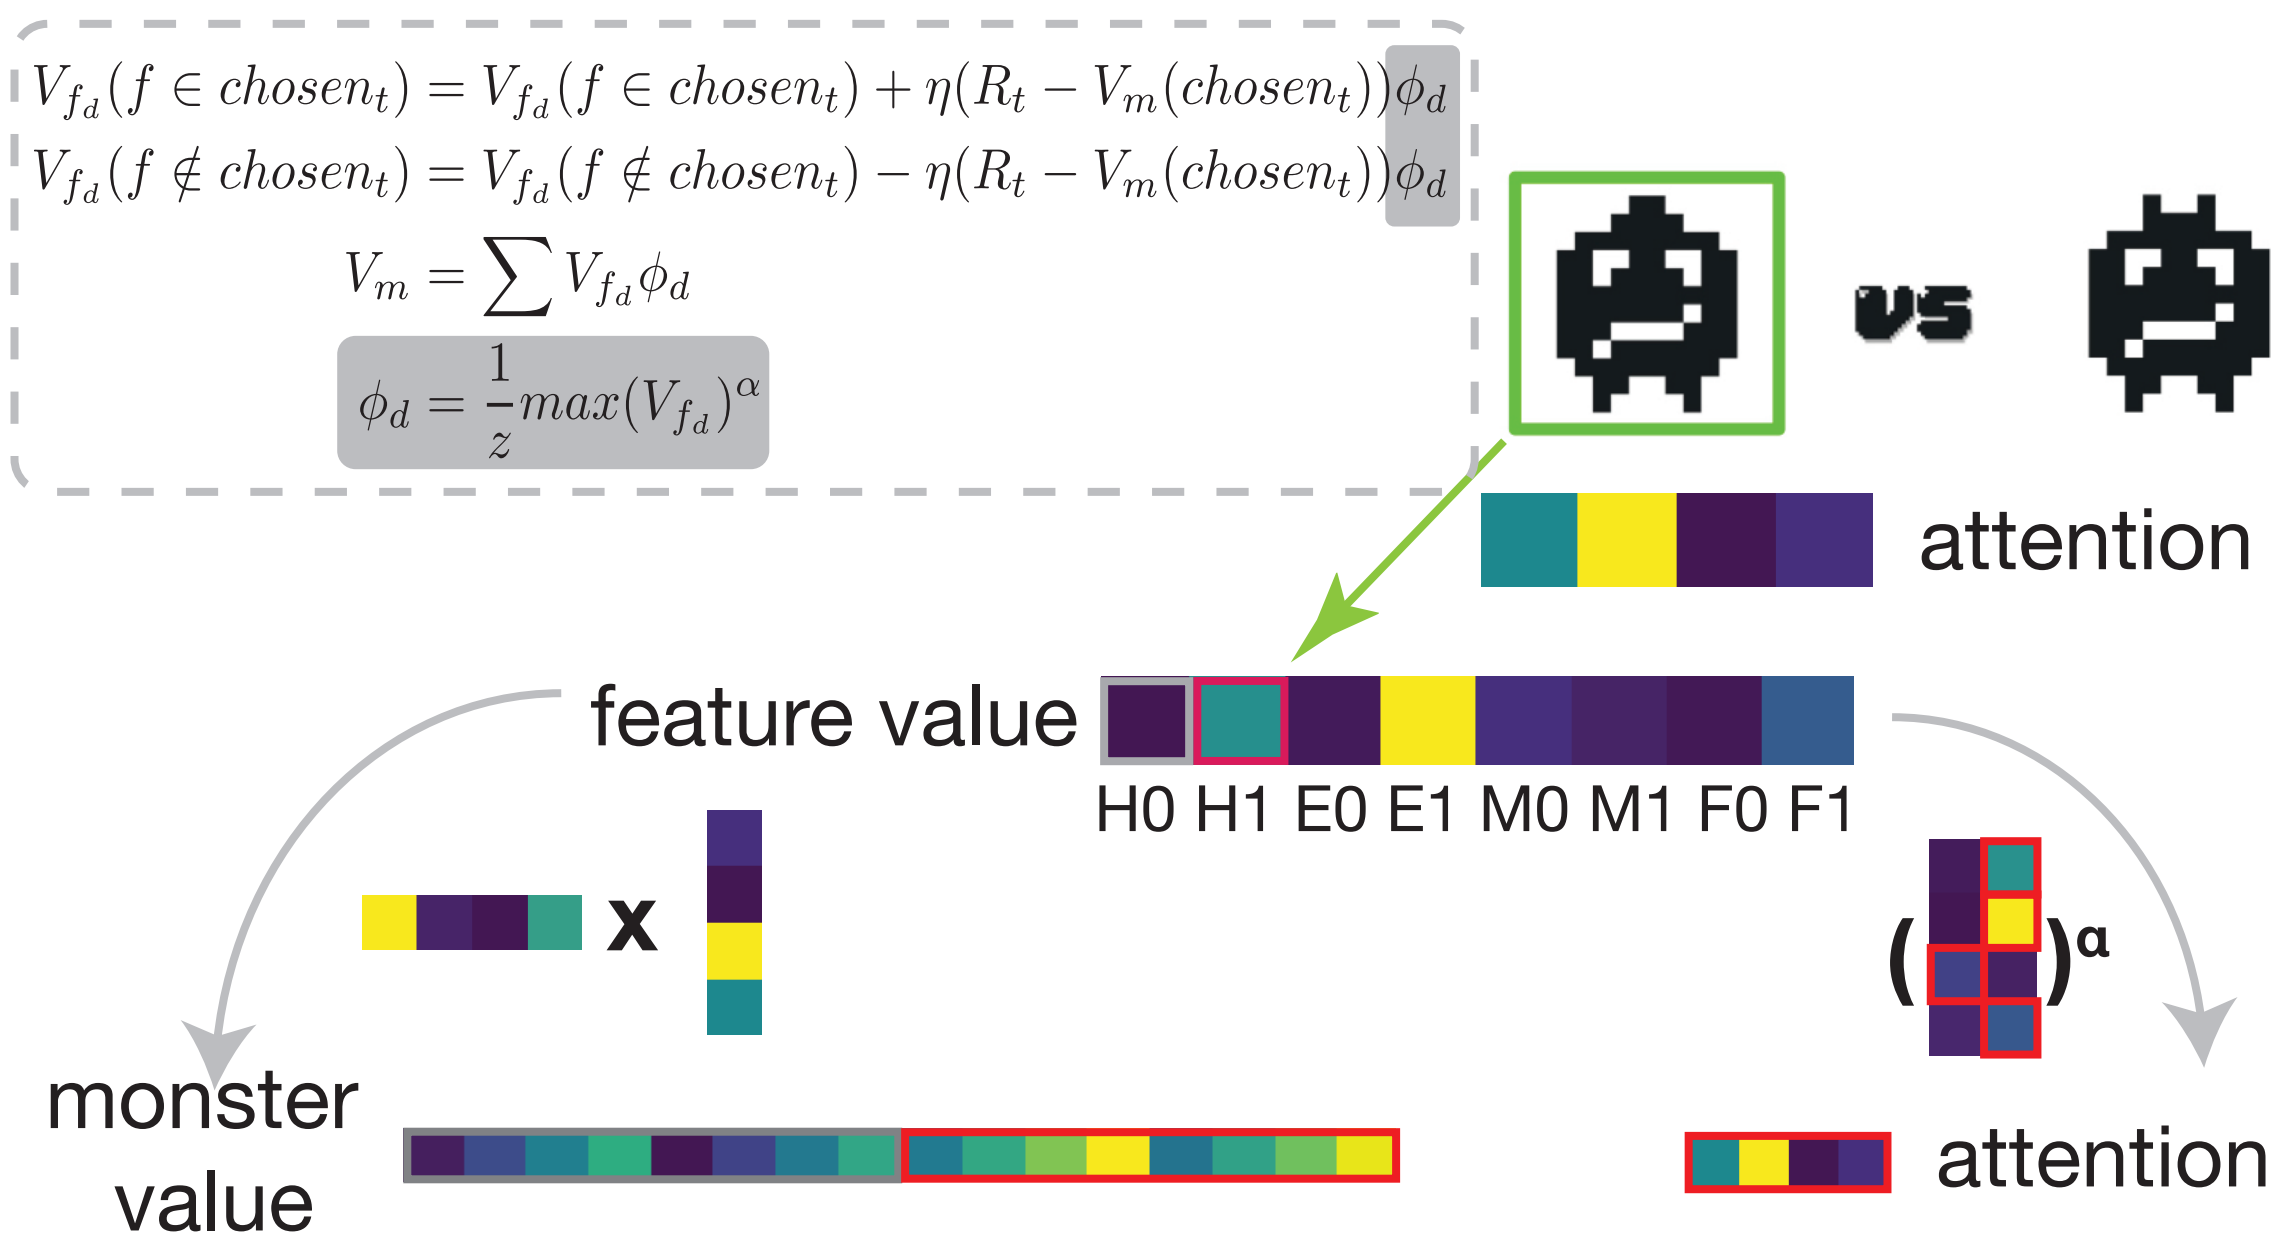 V_{f_d}(f ∈ chosen_t) = V_{f_d}(f ∈ chosen_t) + η(R_t − V_m(chosen_t))ϕ_d
V_{f_d}(f ∉ chosen_t) = V_{f_d}(f ∉ chosen_t) − η(R_t − V_m(chosen_t))ϕ_d
V_m = ∑ V_{f_d} ϕ_d
ϕ_d = \frac{1}{z} max(V_{f_d})^α
vs
attention
feature value
H0 H1 E0 E1 M0 M1 F0 F1
x
( )^α
monster
value
attention